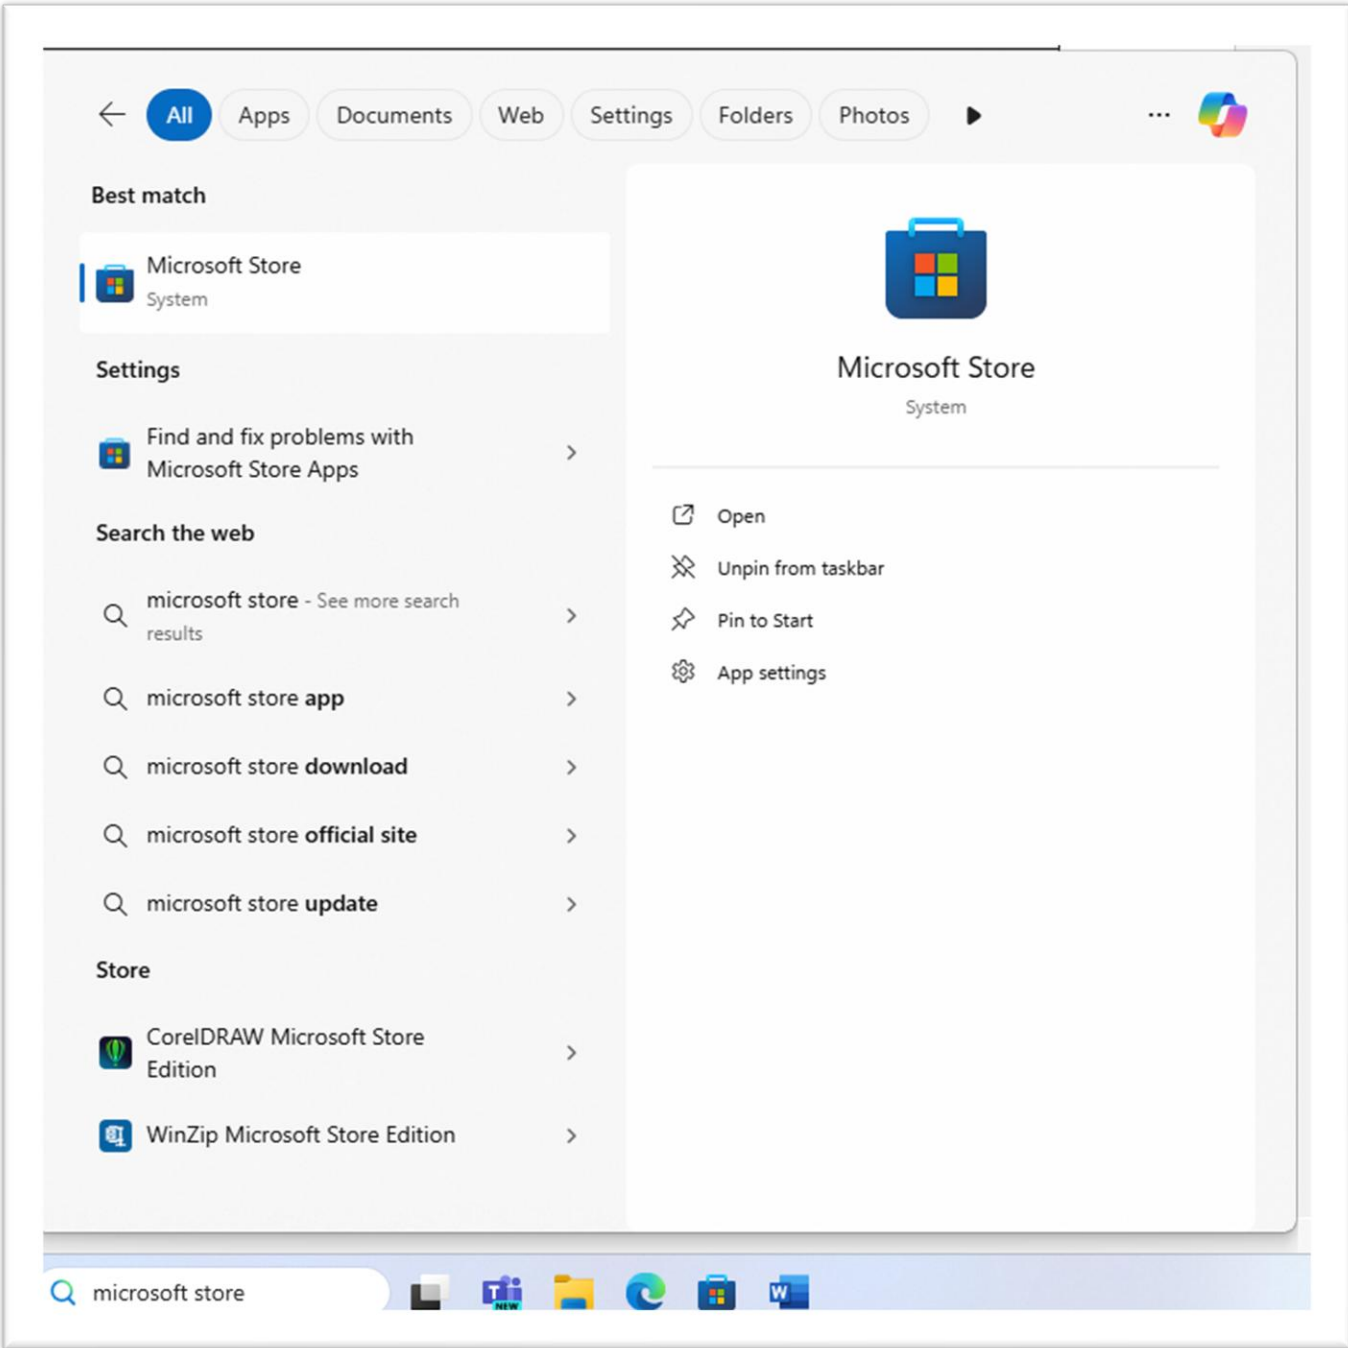 All Apps Documents Web Settings Folders Photos
Best match
Microsoft Store
System
Settings
Find and fix problems with
Microsoft Store Apps
Search the web
microsoft store - See more search
results
microsoft store app
microsoft store download
microsoft store official site
microsoft store update
Store
CorelDRAW Microsoft Store
Edition
WinZip Microsoft Store Edition
Microsoft Store
System
Open
Unpin from taskbar
Pin to Start
App settings
microsoft store
T
NEW
W